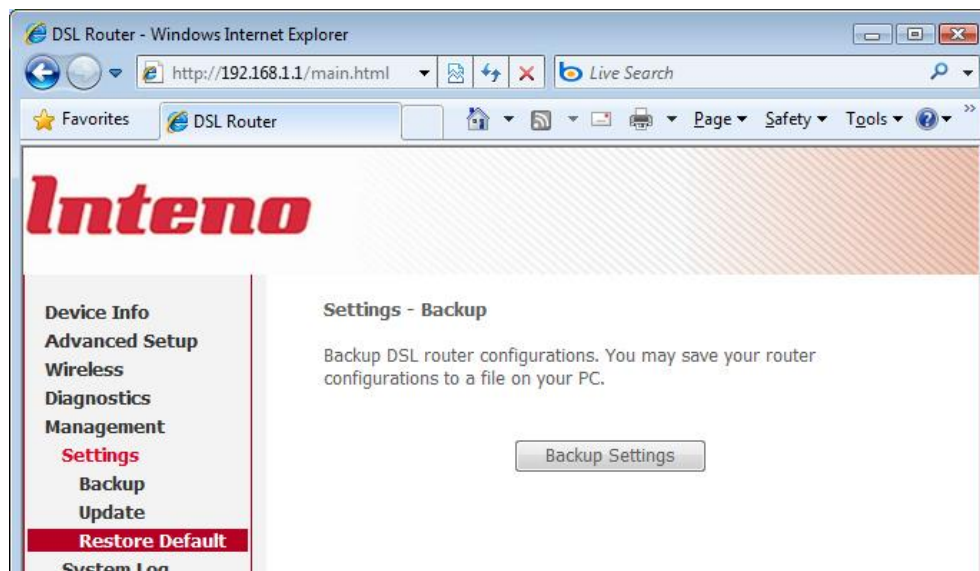 DSL Router - Windows Internet Explorer
http://192.168.1.1/main.html
Live Search
Favorites
DSL Router
Page
Safety
Tools
»
Inteno
Device Info
Advanced Setup
Wireless
Diagnostics
Management
Settings
Backup
Update
Restore Default
System Log
Settings - Backup
Backup DSL router configurations. You may save your router
configurations to a file on your PC.
Backup Settings